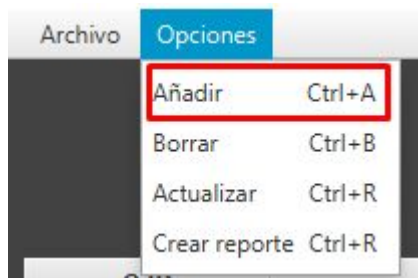 Archivo Opciones
Añadir Ctrl+A
Borrar Ctrl+B
Actualizar Ctrl+R
Crear reporte Ctrl+R